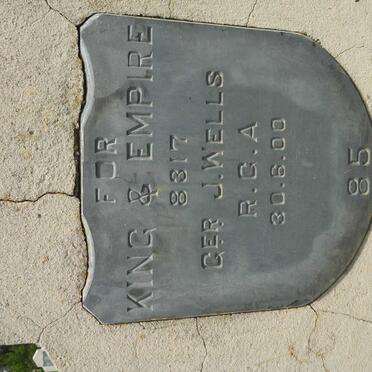 FOR
KING & EMPIRE
8317
GER J. WELLS
R.G.A
30.6.00
85